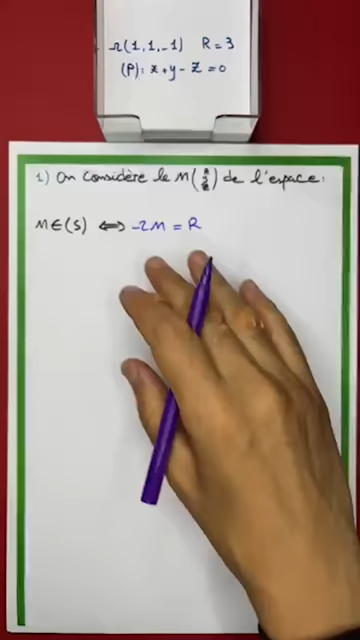 Ω(1,1,-1) R=3
(P): x+y-z=0
1) On considère le M(x y z) de l'espace:
M∈(S) ⟺ ΩM = R